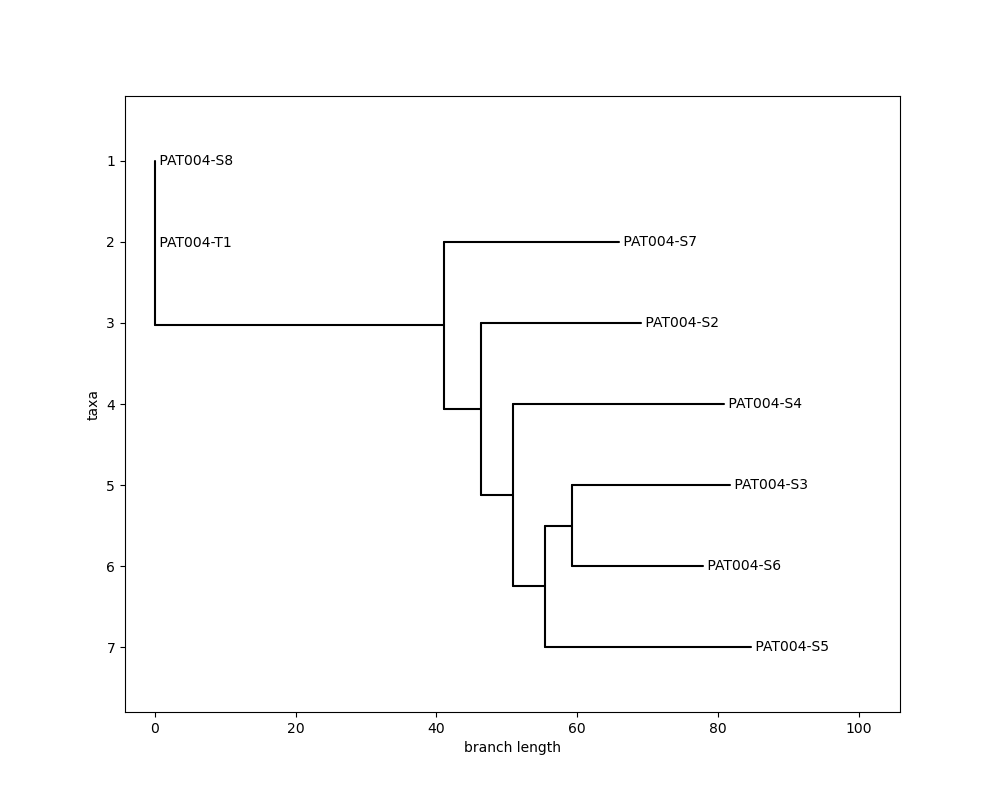 1 PAT004-S8
2 PAT004-T1 PAT004-S7
3 PAT004-S2
taxa 4 PAT004-S4
5 PAT004-S3
6 PAT004-S6
7 PAT004-S5
0 20 40 60 80 100
branch length